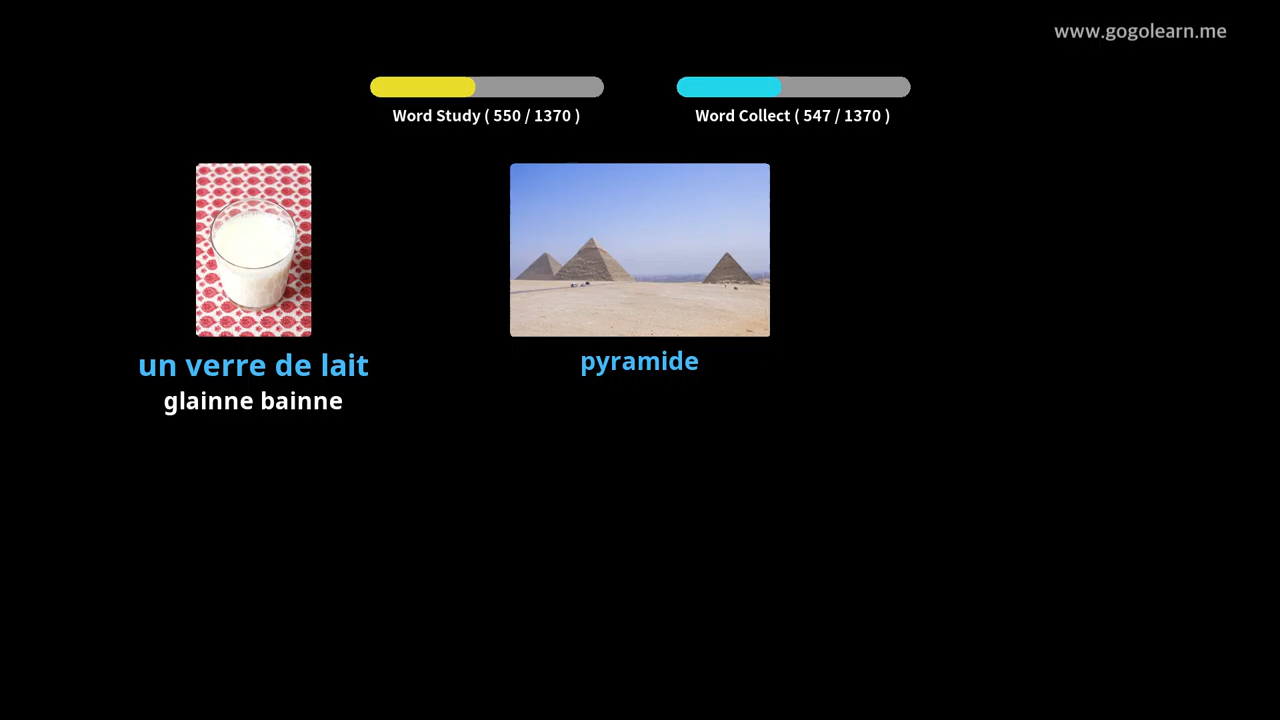 www.gogolearn.me
Word Study ( 550 / 1370 )
Word Collect ( 547 / 1370 )
un verre de lait
glainne bainne
pyramide